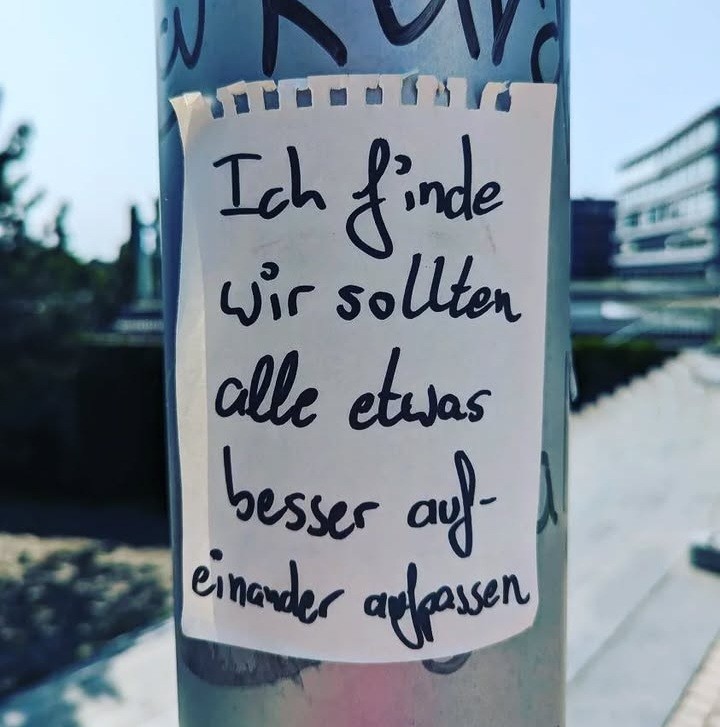 Ich finde
wir sollten
alle etwas
besser auf-
einander aufpassen